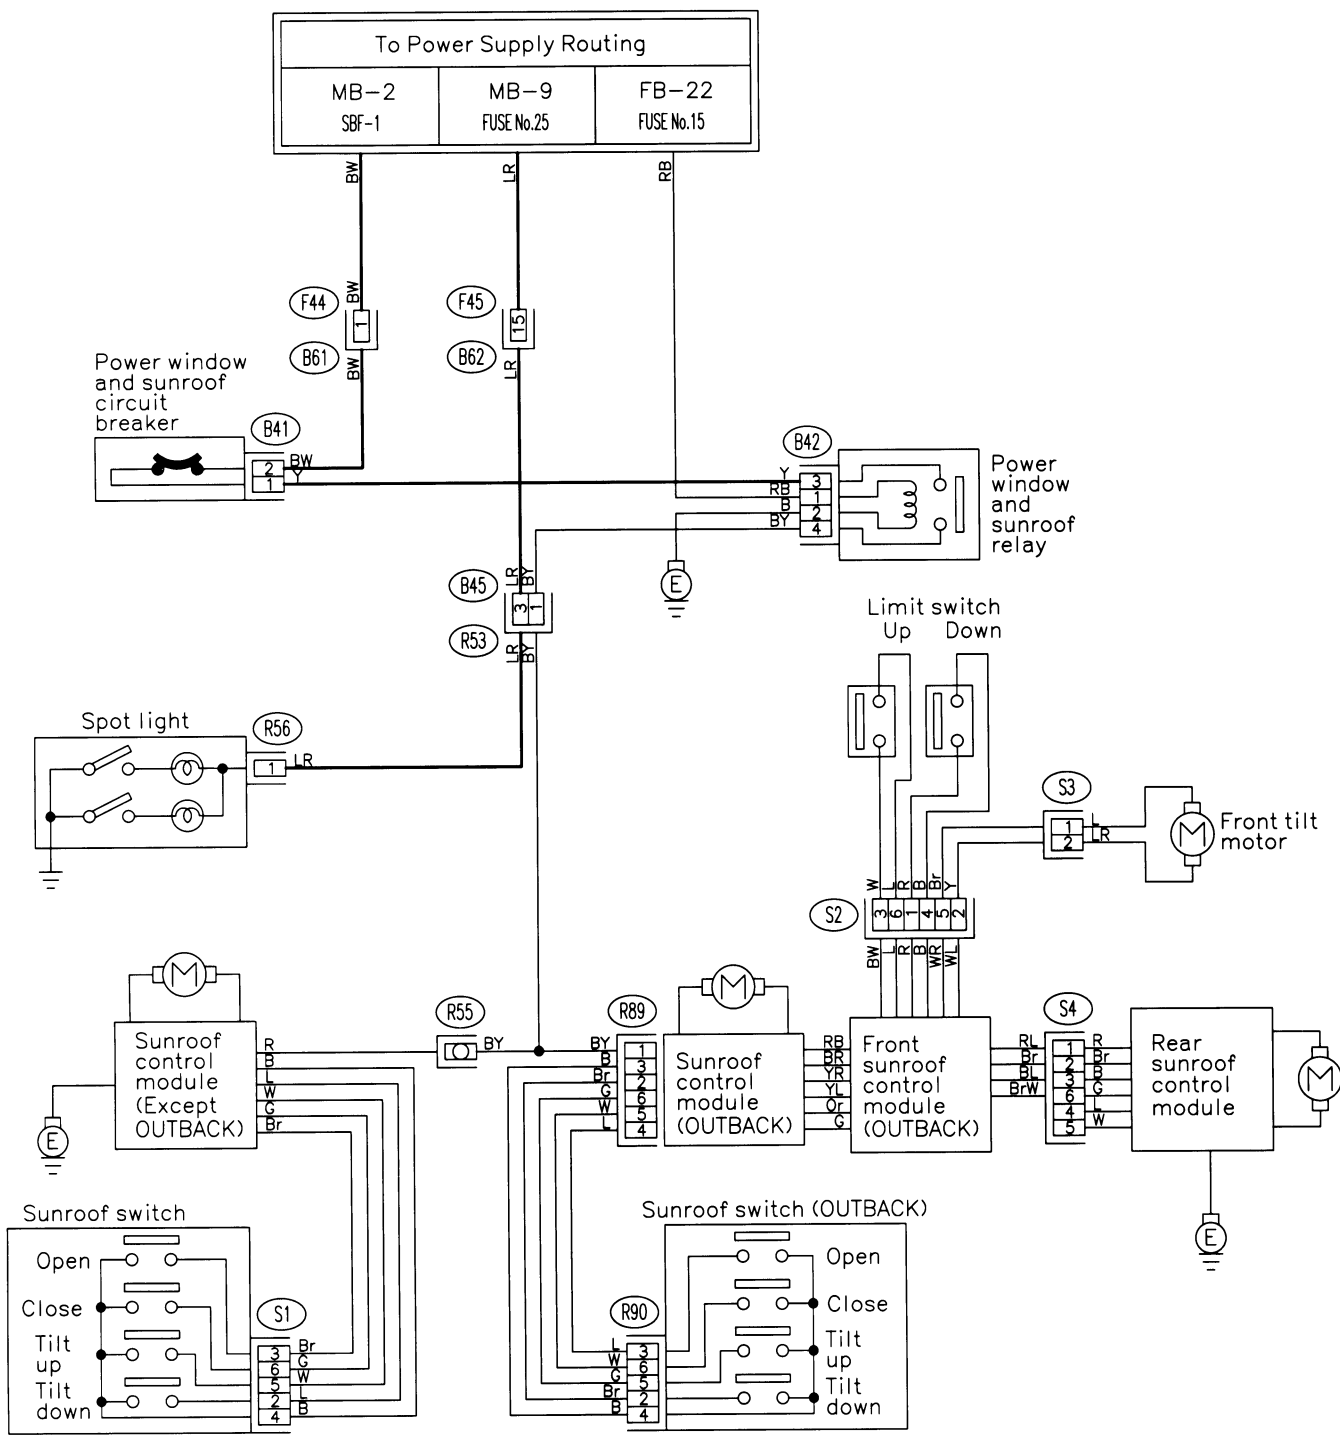 To Power Supply Routing
MB-2
SBF-1
MB-9
FUSE No.25
FB-22
FUSE No.15
BW
LR
RB
F44
BW
1
B61
BW
F45
15
B62
LR
Power window
and sunroof
circuit
breaker
B41
2
1
BW
Y
B42
Y
RB
B
BY
3
1
2
4
Power
window
and
sunroof
relay
E
B45
LR
BY
3
1
R53
LR
BY
Limit switch
Up
Down
Spot light
R56
1
LR
S3
1
2
L
LR
M
Front tilt
motor
W
L
R
B
Br
Y
S2
3
6
1
4
5
2
BW
L
R
B
WR
WL
M
Sunroof
control
module
(Except
OUTBACK)
R
B
L
W
G
Br
E
R55
BY
R89
BY
B
Br
G
W
L
1
3
2
6
5
4
M
Sunroof
control
module
(OUTBACK)
RB
BR
YR
YL
Or
G
Front
sunroof
control
module
(OUTBACK)
RL
Br
BL
BrW
S4
1
2
3
6
4
5
R
Br
B
G
L
W
Rear
sunroof
control
module
M
E
Sunroof switch
Open
Close
Tilt
up
Tilt
down
S1
3
6
5
2
4
Br
G
W
L
B
Sunroof switch (OUTBACK)
R90
L
W
G
Br
B
3
6
5
2
4
Open
Close
Tilt
up
Tilt
down